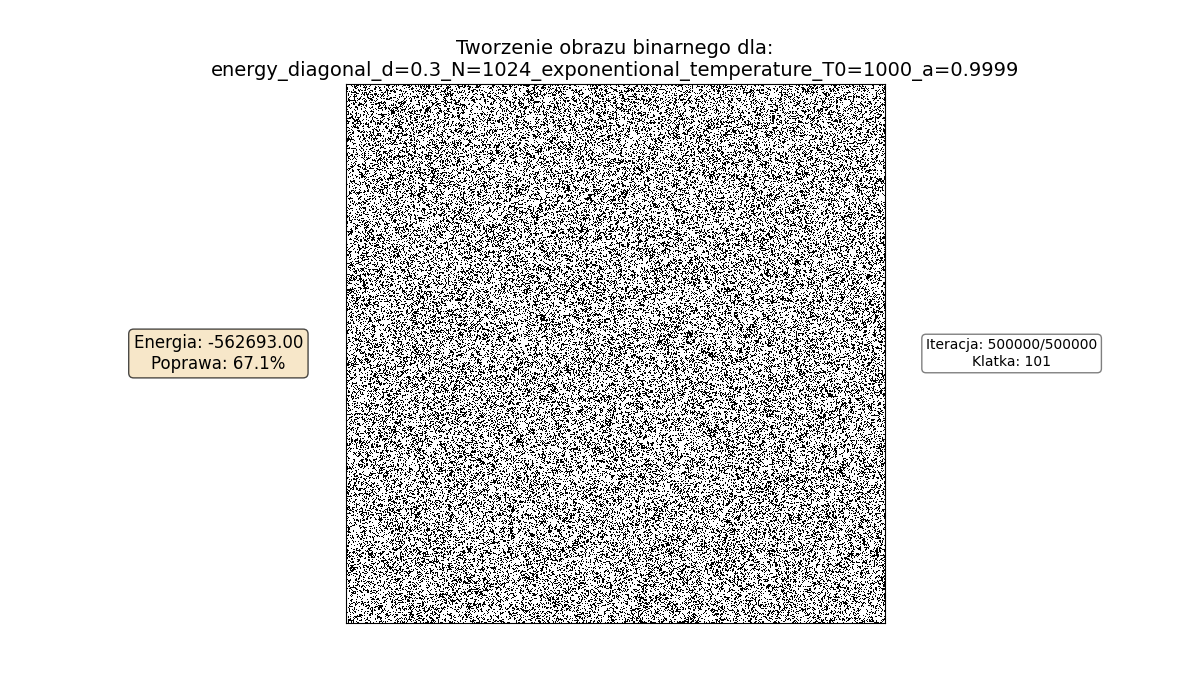 Tworzenie obrazu binarnego dla:
energy_diagonal_d=0.3_N=1024_exponentional_temperature_T0=1000_a=0.9999
Energia: -562693.00
Poprawa: 67.1%
Iteracja: 500000/500000
Klatka: 101